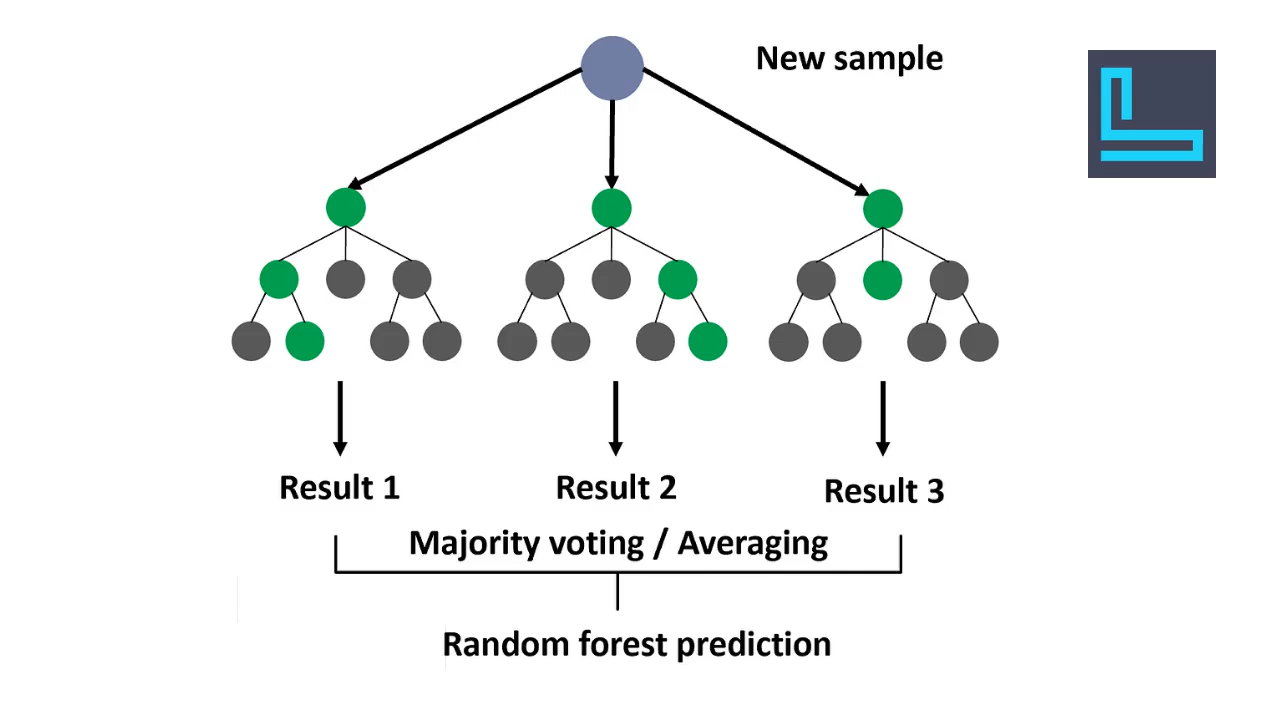 New sample
Result 1
Result 2
Result 3
Majority voting / Averaging
Random forest prediction